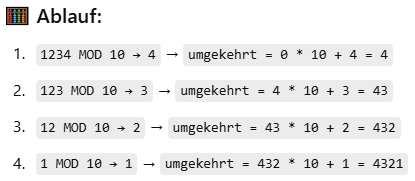 🧮 Ablauf:
1. 1234 MOD 10 → 4 → umgekehrt = 0 * 10 + 4 = 4
2. 123 MOD 10 → 3 → umgekehrt = 4 * 10 + 3 = 43
3. 12 MOD 10 → 2 → umgekehrt = 43 * 10 + 2 = 432
4. 1 MOD 10 → 1 → umgekehrt = 432 * 10 + 1 = 4321